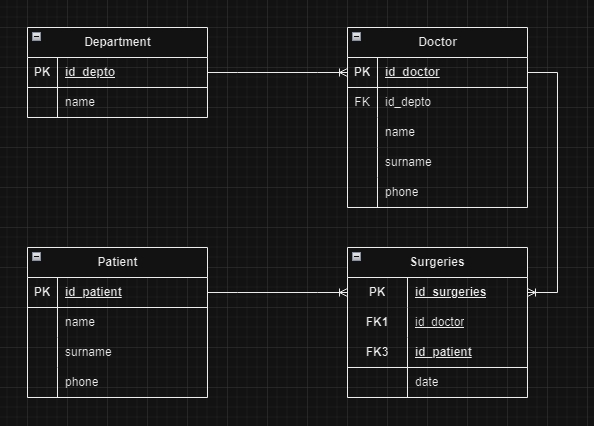 Department
PK id_depto
name
Doctor
PK id_doctor
FK id_depto
name
surname
phone
Patient
PK id_patient
name
surname
phone
Surgeries
PK id_surgeries
FK1 id_doctor
FK3 id_patient
date